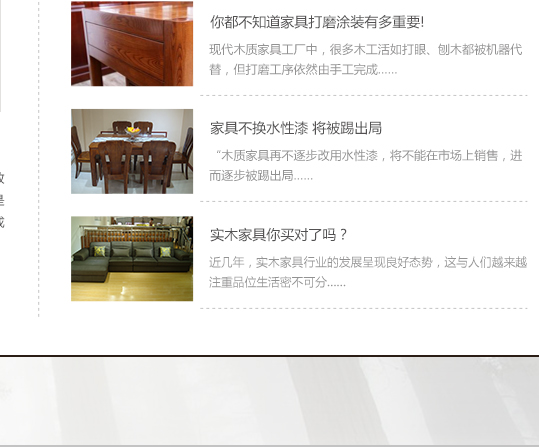 你都不知道家具打磨涂装有多重要!
现代木质家具工厂中，很多木工活如打眼、刨木都被机器代
替，但打磨工序依然由手工完成......
家具不换水性漆 将被踢出局
“木质家具再不逐步改用水性漆，将不能在市场上销售，进
而逐步被踢出局......
实木家具你买对了吗？
近几年，实木家具行业的发展呈现良好态势，这与人们越来越
注重品位生活密不可分......
是